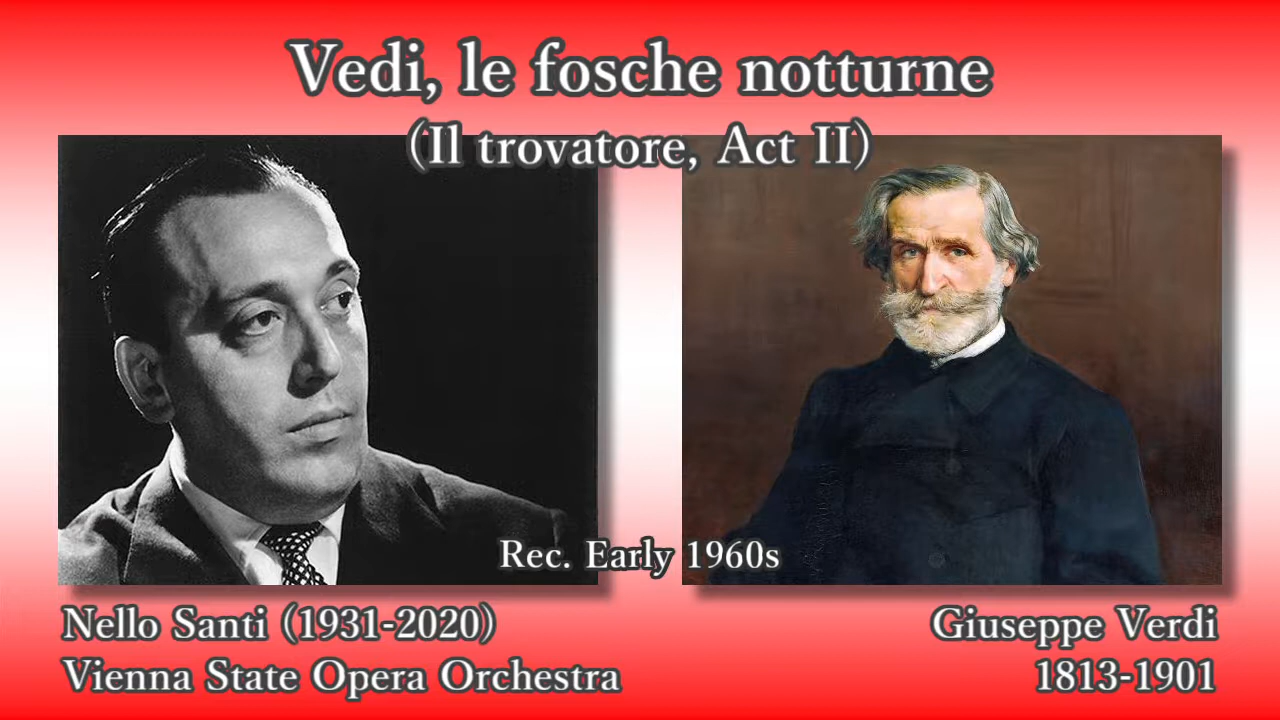 Vedi, le fosche notturne
(Il trovatore, Act II)
Rec. Early 1960s
Nello Santi (1931-2020)
Vienna State Opera Orchestra
Giuseppe Verdi
1813-1901